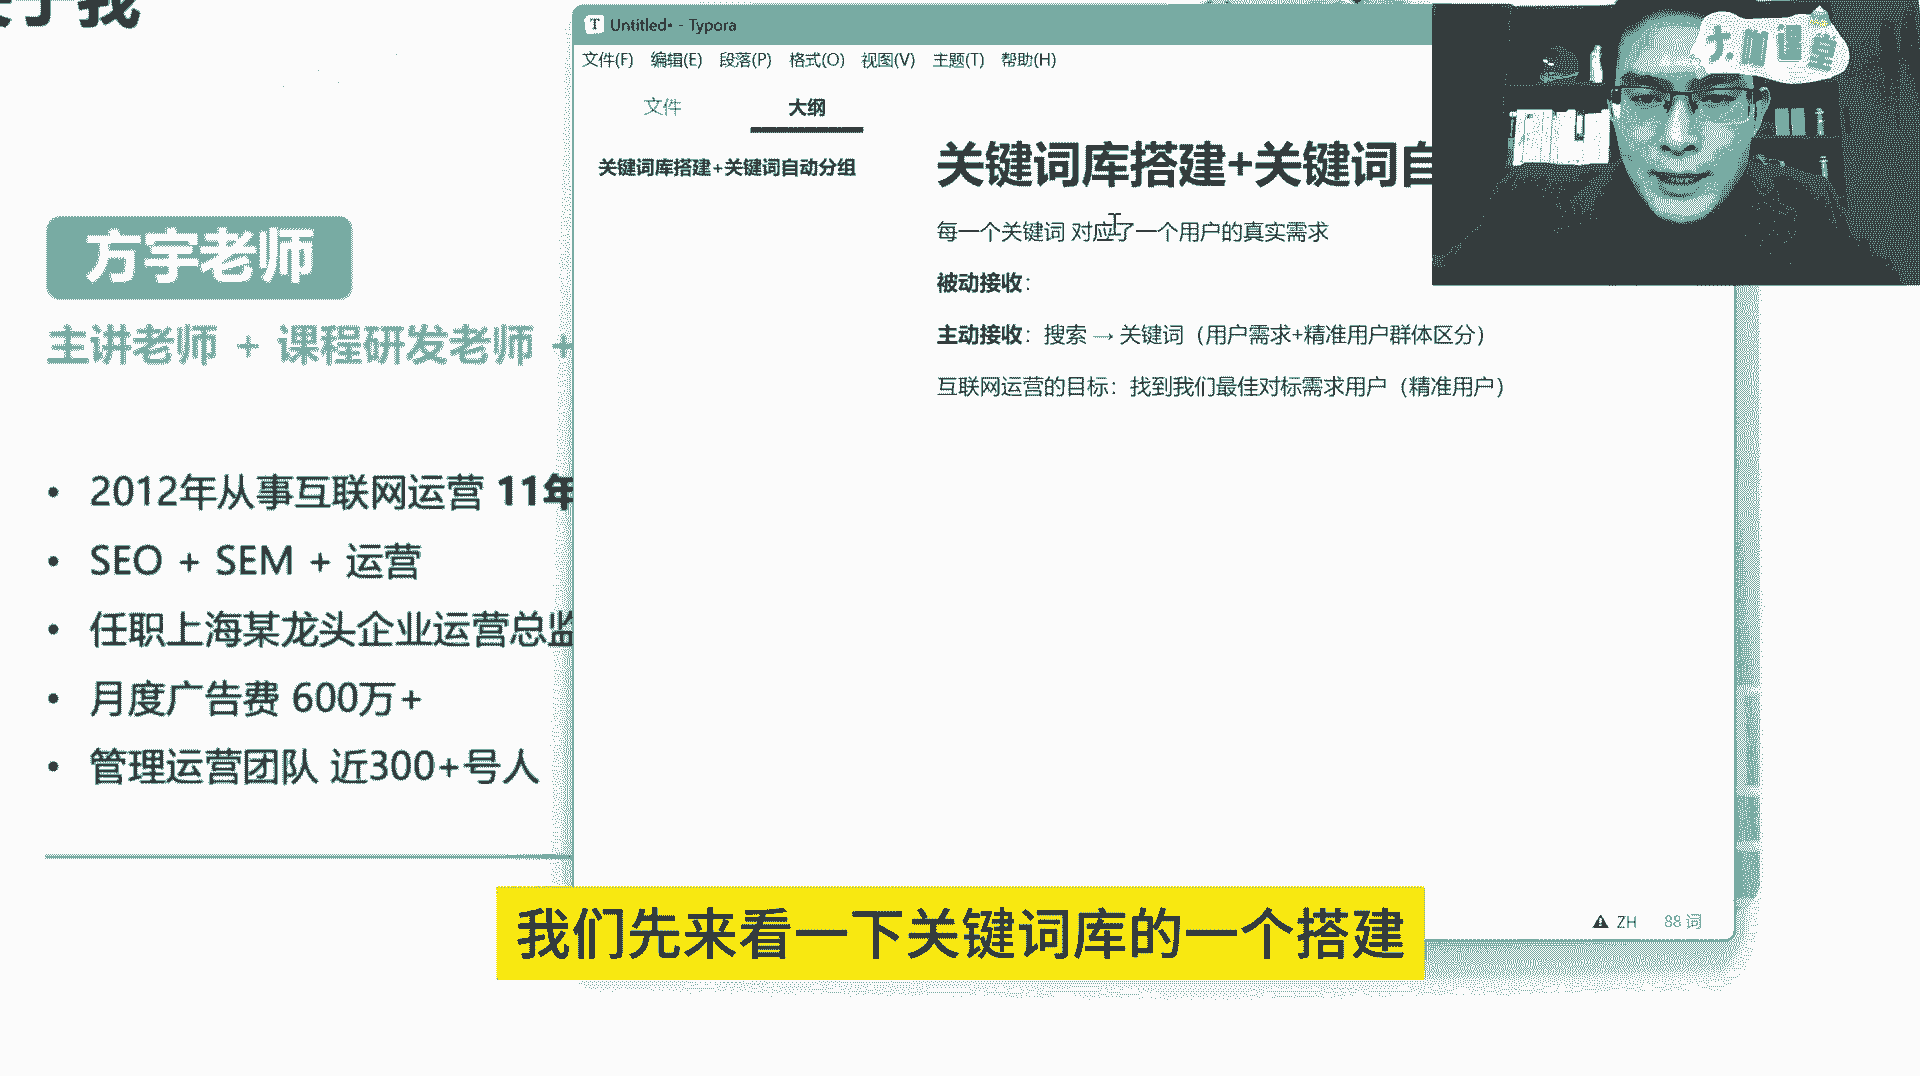 关于我
方宇老师
主讲老师 + 课程研发老师 +
• 2012年从事互联网运营 11年
• SEO + SEM + 运营
• 任职上海某龙头企业运营总监
• 月度广告费 600万+
• 管理运营团队 近300+号人
Untitled• - Typora
文件(F) 编辑(E) 段落(P) 格式(O) 视图(V) 主题(T) 帮助(H)
文件 大纲
关键词库搭建+关键词自动分组
关键词库搭建+关键词自
每一个关键词 对应了一个用户的真实需求
被动接收：
主动接收：搜索 → 关键词（用户需求+精准用户群体区分）
互联网运营的目标：找到我们最佳对标需求用户（精准用户）
ZH 88 词
大咖课堂
我们先来看一下关键词库的一个搭建